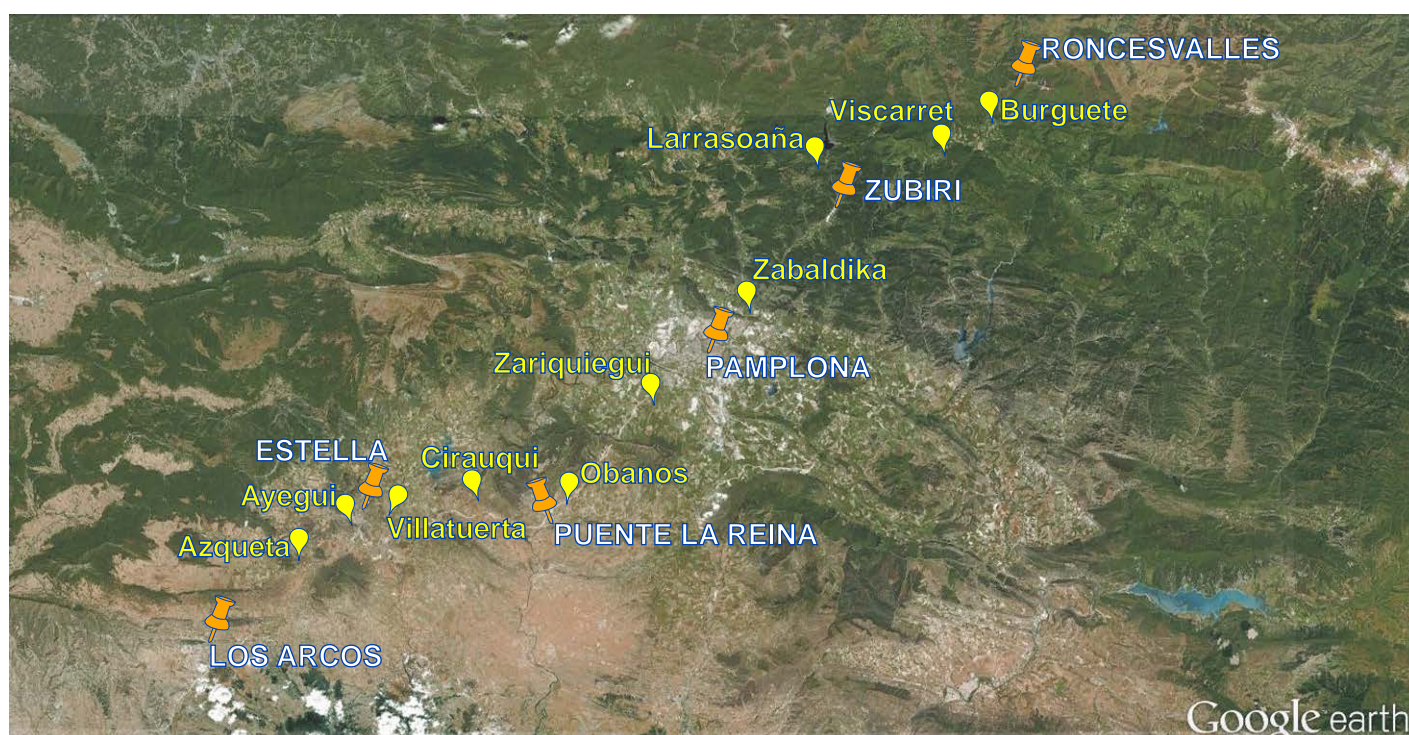 RONCESVALLES
Burguete
Viscarret
Larrasoaña
ZUBIRI
Zabaldika
PAMPLONA
Zariquiegui
ESTELLA
Cirauqui
Obanos
Ayegui
Villatuerta
PUENTE LA REINA
Azqueta
LOS ARCOS
Google earth